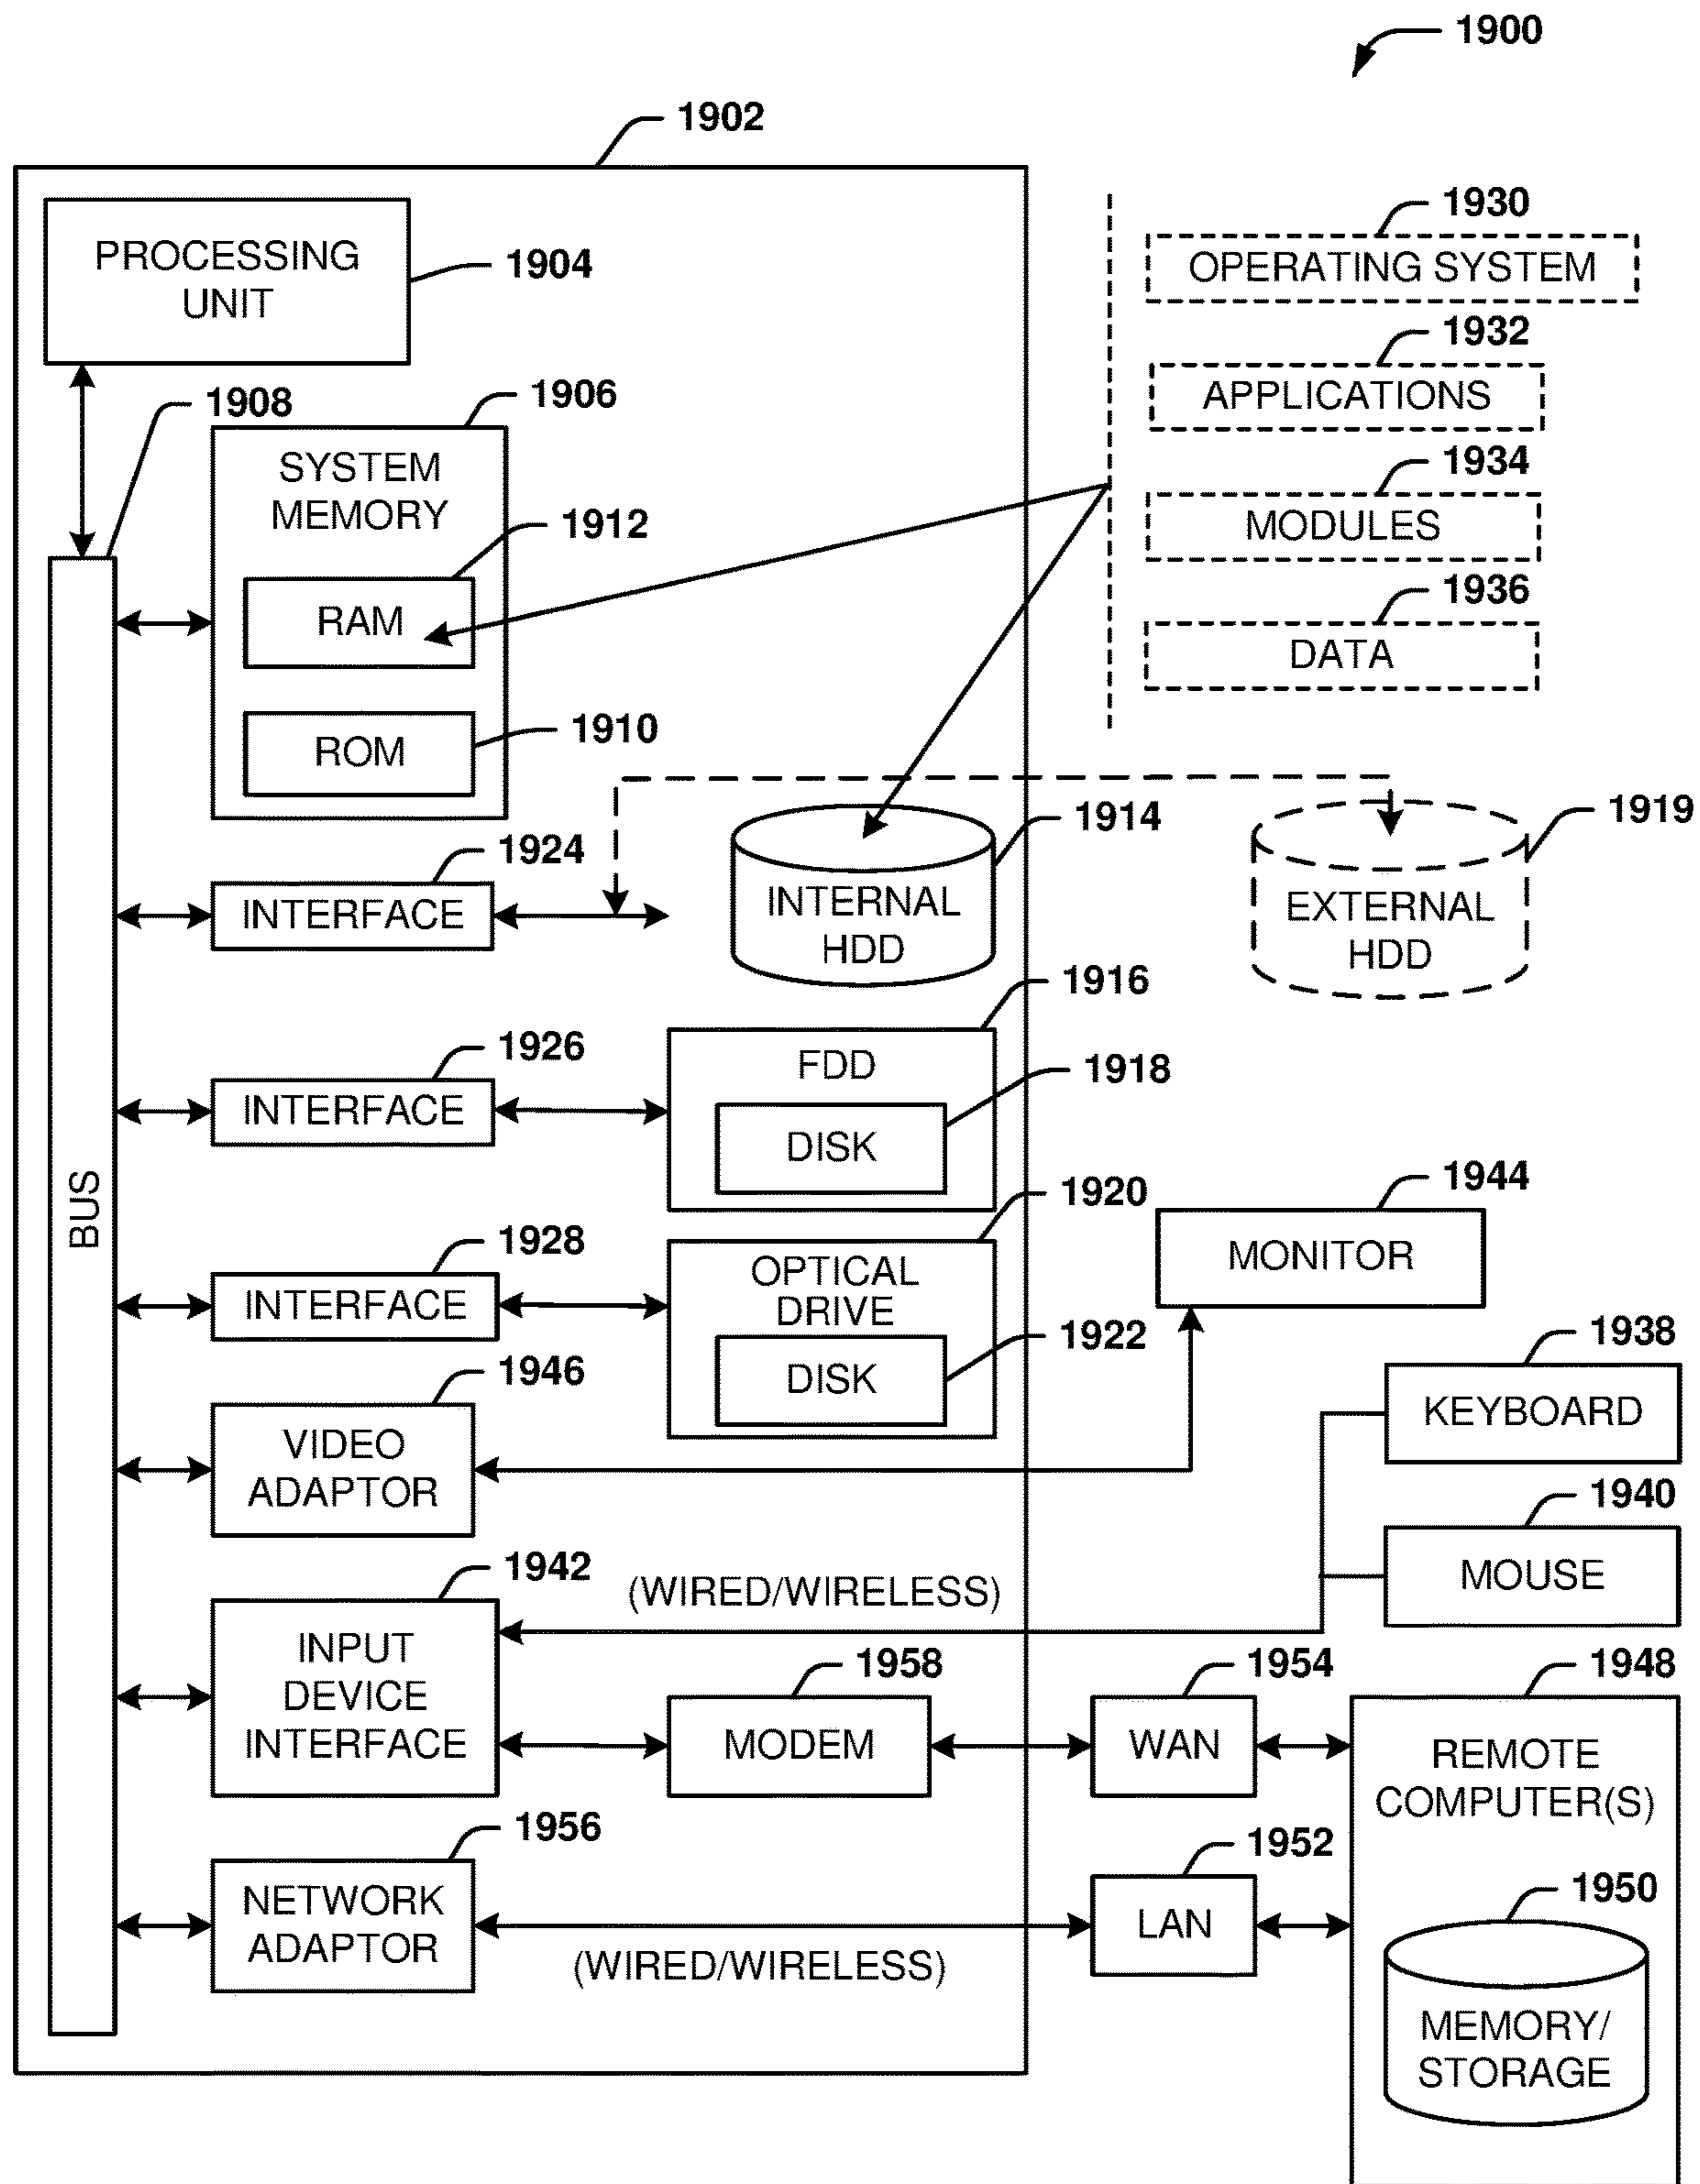 1900
1902
PROCESSING
UNIT
1904
1930
OPERATING SYSTEM
1932
APPLICATIONS
1934
MODULES
1936
DATA
1908
1906
SYSTEM
MEMORY
1912
RAM
1910
ROM
1924
INTERFACE
1914
INTERNAL
HDD
1919
EXTERNAL
HDD
1916
FDD
1918
DISK
1926
INTERFACE
BUS
1920
OPTICAL
DRIVE
1922
DISK
1928
INTERFACE
1944
MONITOR
1946
VIDEO
ADAPTOR
1938
KEYBOARD
1940
MOUSE
1942
INPUT
DEVICE
INTERFACE
(WIRED/WIRELESS)
1958
MODEM
1954
WAN
1948
REMOTE
COMPUTER(S)
1956
NETWORK
ADAPTOR
(WIRED/WIRELESS)
1952
LAN
1950
MEMORY/
STORAGE